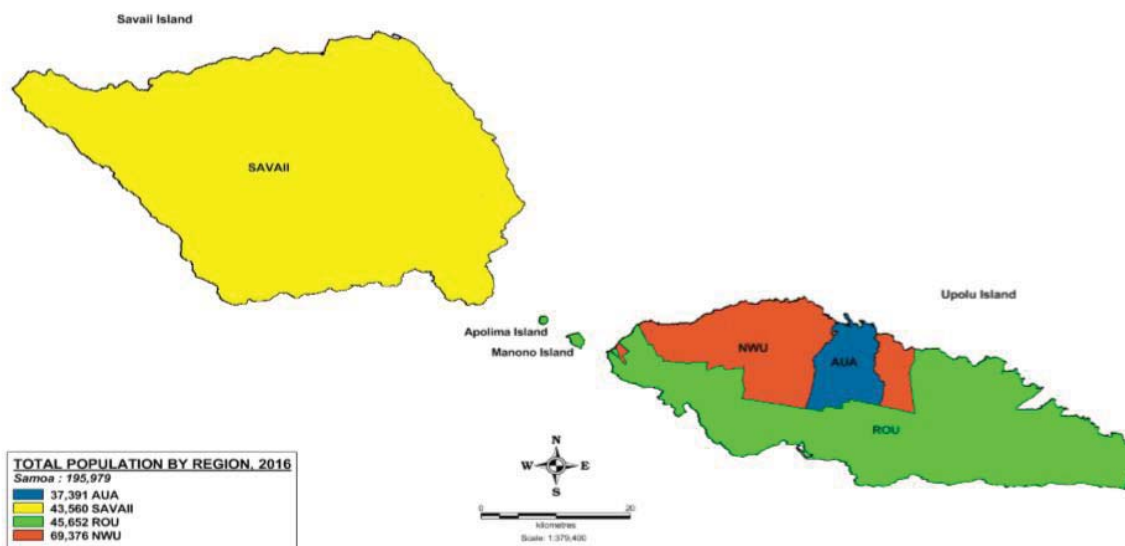 Savaii Island
SAVAII
Upolu Island
Apolima Island
Manono Island
NWU
AUA
ROU
TOTAL POPULATION BY REGION, 2016
Samoa : 195,979
37,391 AUA
43,560 SAVAII
45,652 ROU
69,376 NWU
N
W E
S
0 20
kilometres
Scale: 1:379,400